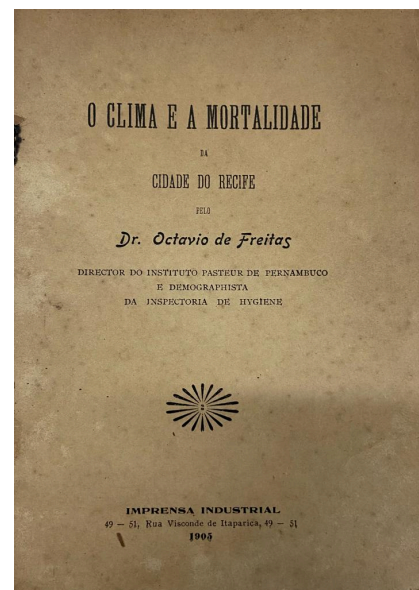 O CLIMA E A MORTALIDADE
DA
CIDADE DO RECIFE
PELO
Dr. Octavio de Freitas
DIRECTOR DO INSTITUTO PASTEUR DE PERNAMBUCO
E DEMOGRAPHISTA
DA INSPECTORIA DE HYGIENE
IMPRENSA INDUSTRIAL
49 — 51, Rua Visconde de Itaparica, 49 — 51
1905